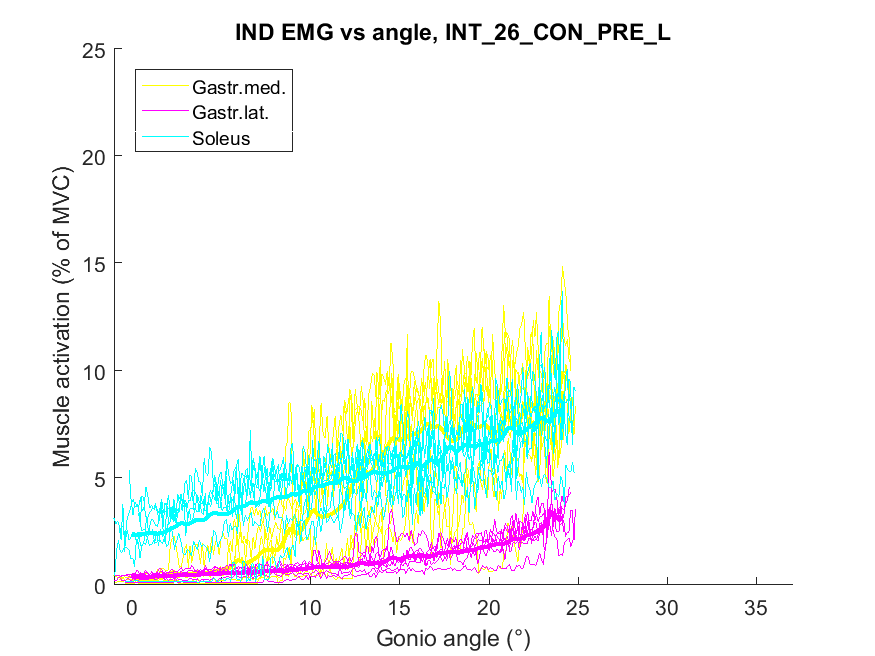 IND EMG vs angle, INT_26_CON_PRE_L
25
20
15
10
5
0
Muscle activation (% of MVC)
Gastr.med.
Gastr.lat.
Soleus
0 5 10 15 20 25 30 35
Gonio angle (°)